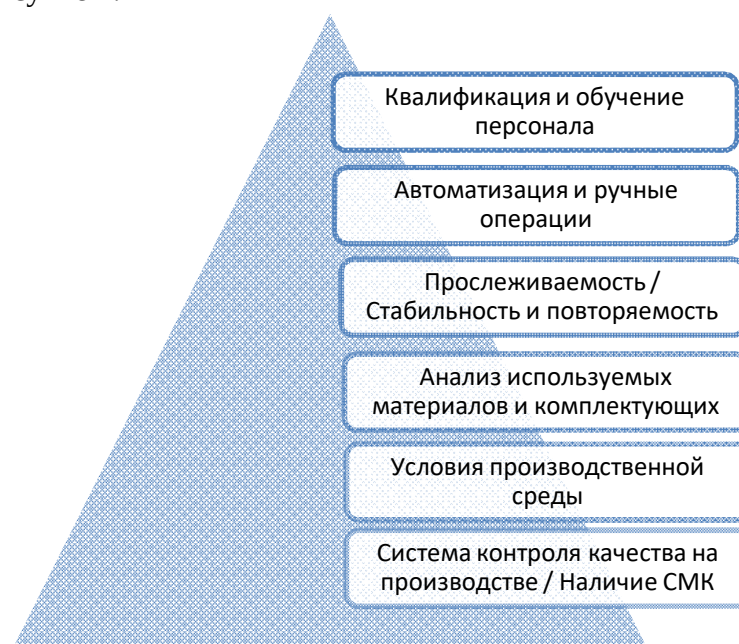 Квалификация и обучение
персонала
Автоматизация и ручные
операции
Прослеживаемость /
Стабильность и повторяемость
Анализ используемых
материалов и комплектующих
Условия производственной
среды
Система контроля качества на
производстве / Наличие СМК